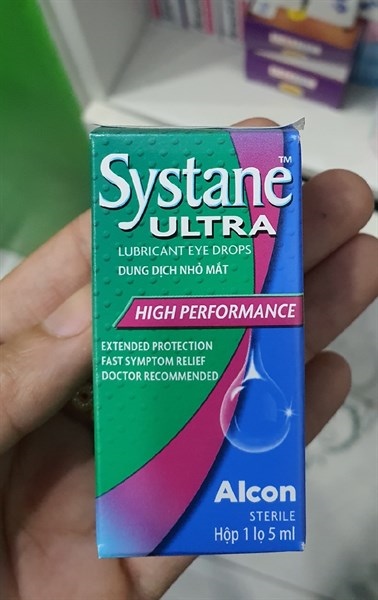 Systane™
ULTRA
LUBRICANT EYE DROPS
DUNG DỊCH NHỎ MẮT
HIGH PERFORMANCE
EXTENDED PROTECTION
FAST SYMPTOM RELIEF
DOCTOR RECOMMENDED
Alcon
STERILE
Hộp 1 lọ 5 ml